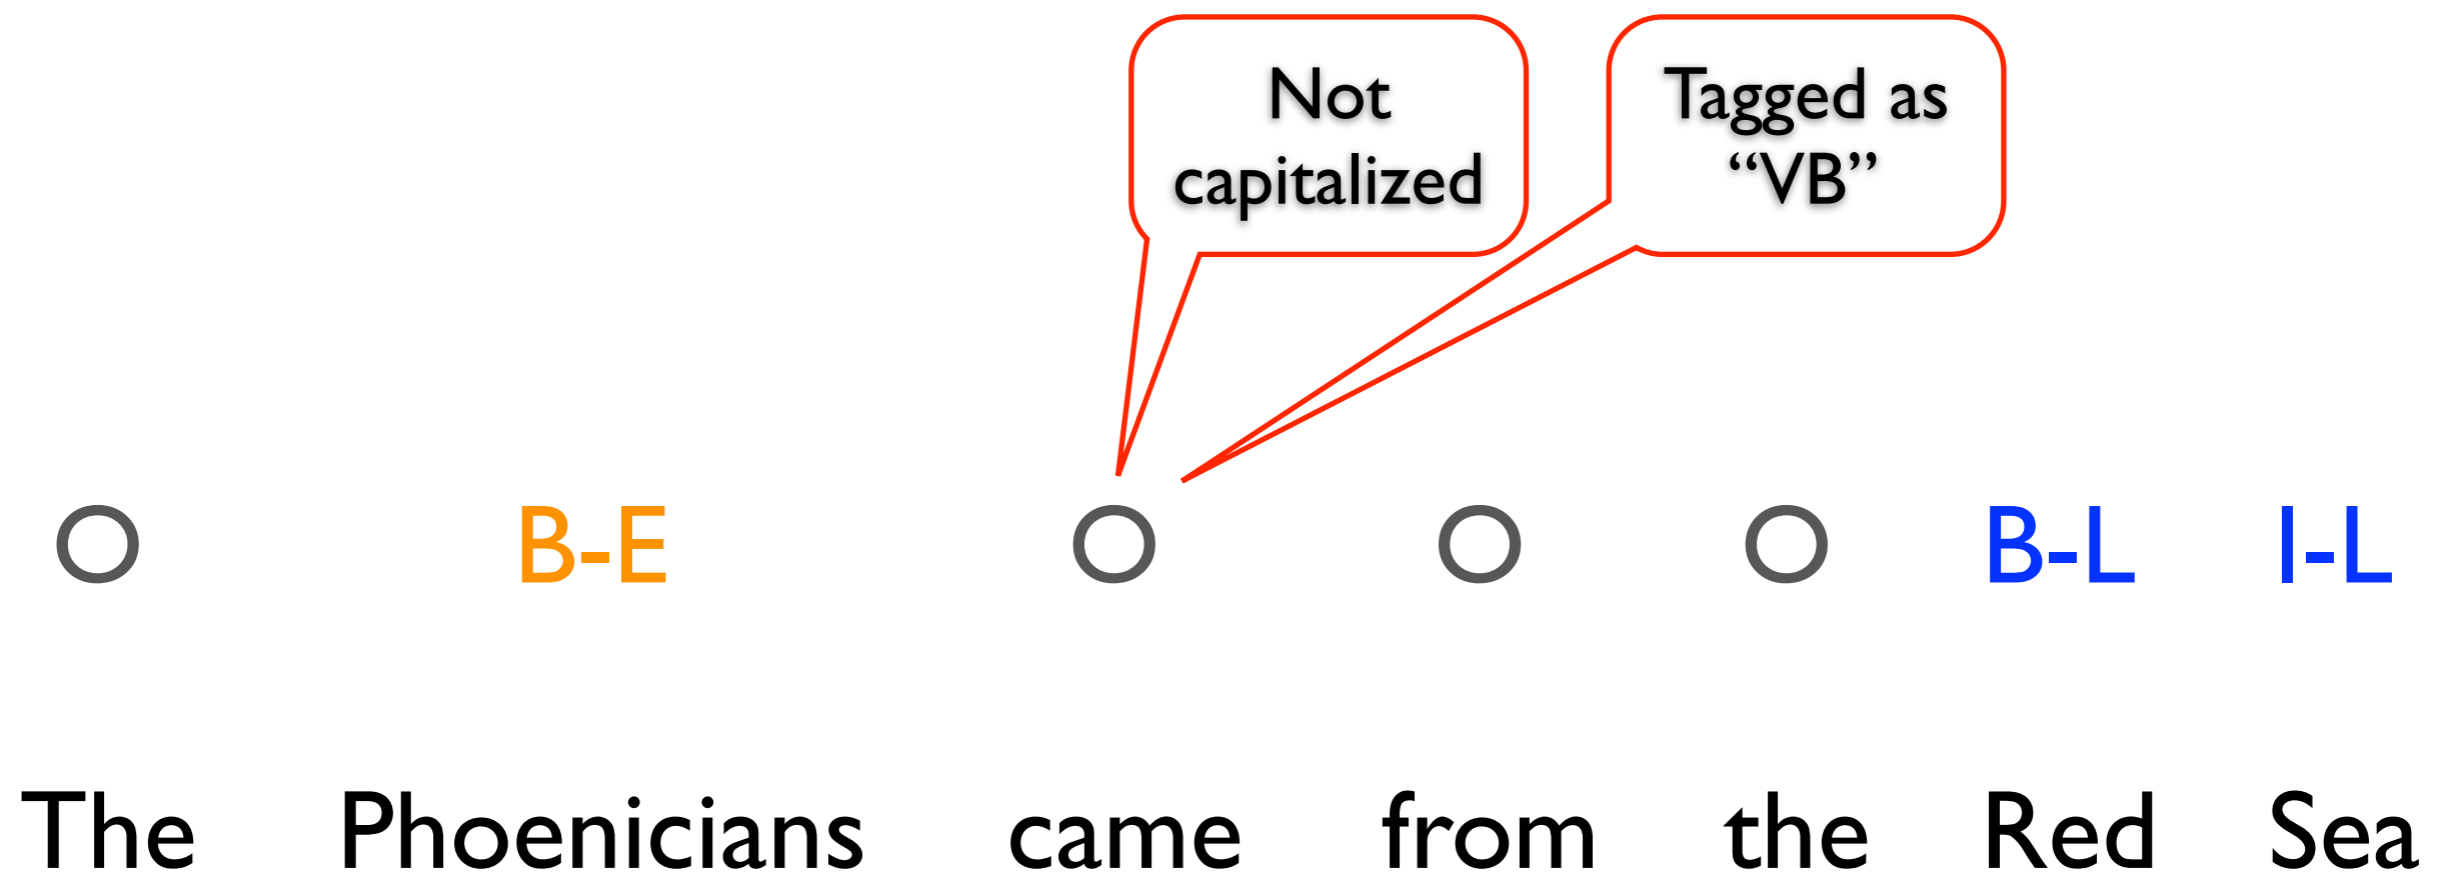 Not
capitalized
Tagged as
“VB”
O B-E O O O B-L I-L
The Phoenicians came from the Red Sea